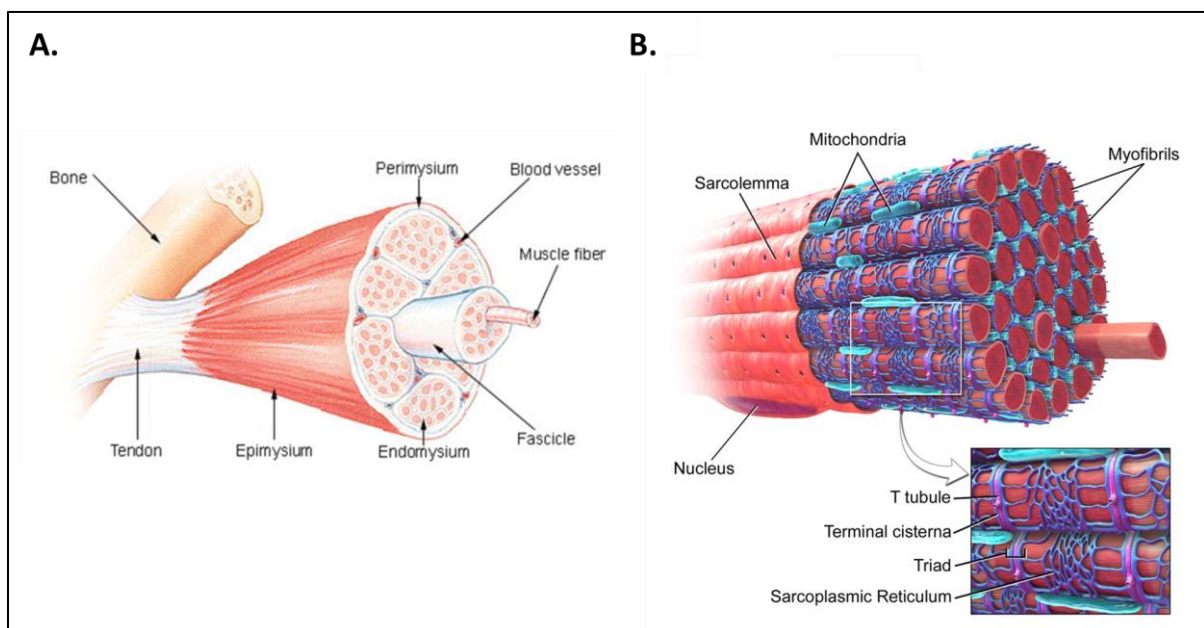 A.
Bone
Perimysium
Blood vessel
Muscle fiber
Tendon
Epimysium
Endomysium
Fascicle
B.
Mitochondria
Myofibrils
Sarcolemma
Nucleus
T tubule
Terminal cisterna
Triad
Sarcoplasmic Reticulum